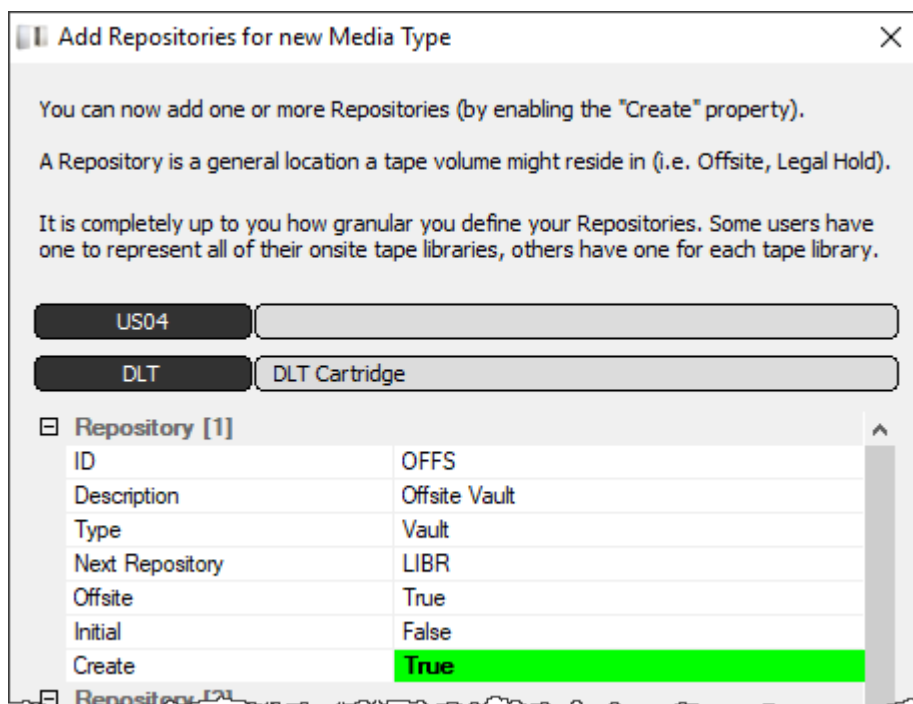 Add Repositories for new Media Type
You can now add one or more Repositories (by enabling the "Create" property).
A Repository is a general location a tape volume might reside in (i.e. Offsite, Legal Hold).
It is completely up to you how granular you define your Repositories. Some users have
one to represent all of their onsite tape libraries, others have one for each tape library.
US04
DLT DLT Cartridge
Repository [1]
ID OFFS
Description Offsite Vault
Type Vault
Next Repository LIBR
Offsite True
Initial False
Create True
Repository [2]